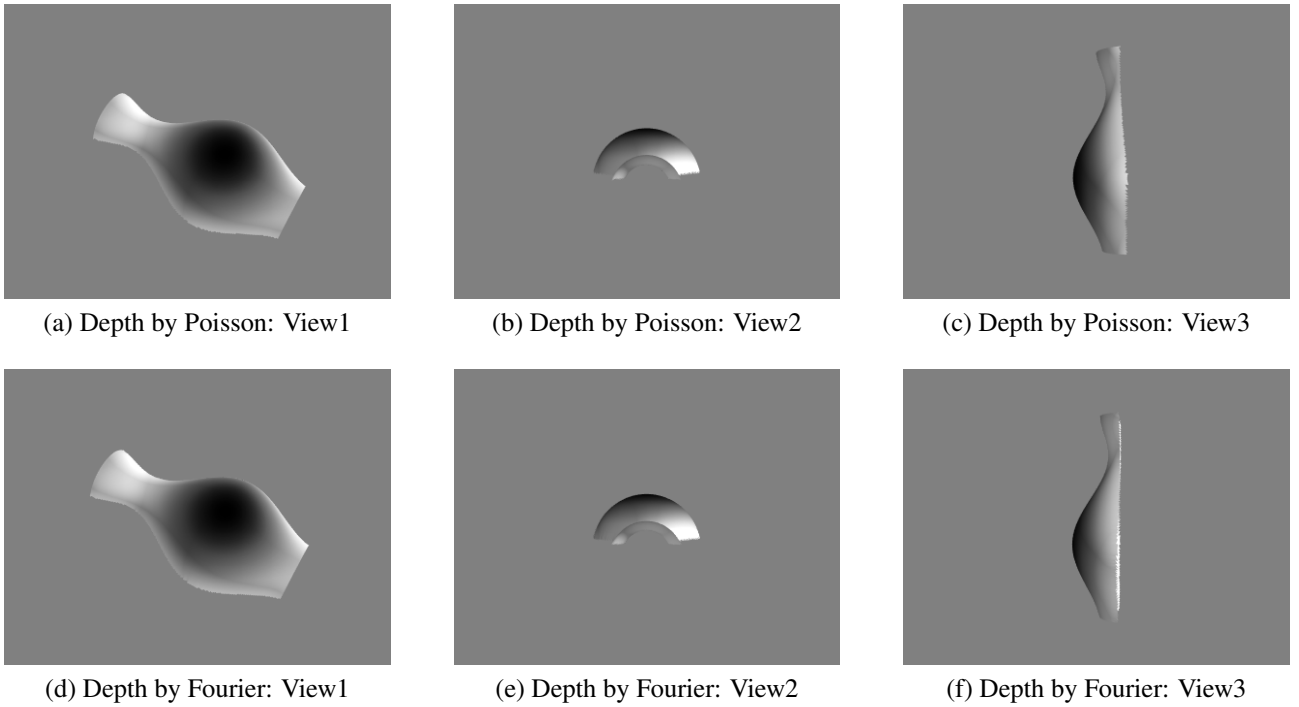 (a) Depth by Poisson: View1
(b) Depth by Poisson: View2
(c) Depth by Poisson: View3
(d) Depth by Fourier: View1
(e) Depth by Fourier: View2
(f) Depth by Fourier: View3